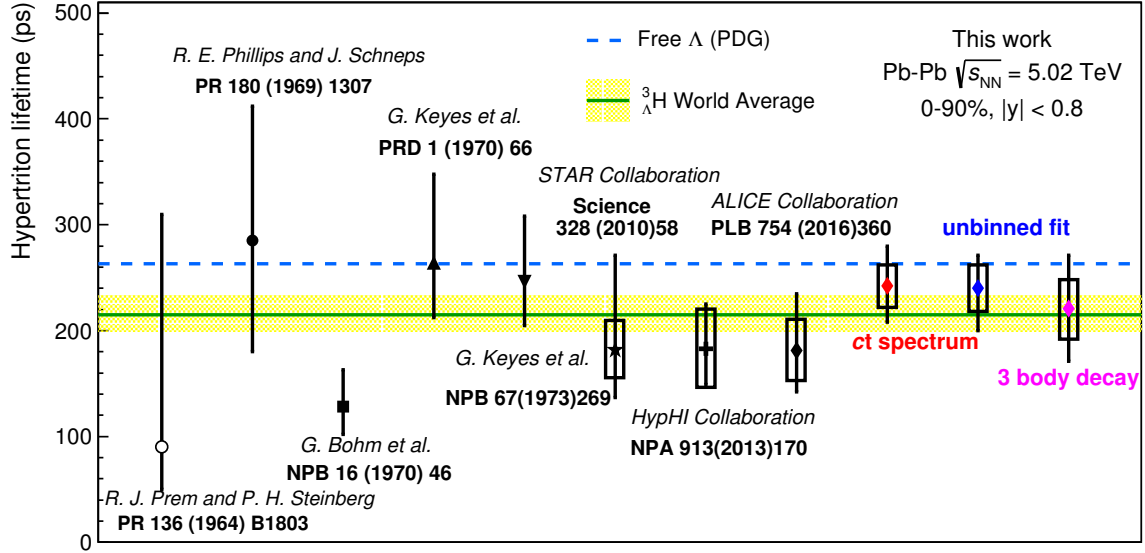 Hypertriton lifetime (ps)
500
400
300
200
100
0
Free Λ (PDG)
³ΛH World Average
This work
Pb-Pb √sNN = 5.02 TeV
0-90%, |y| < 0.8
R. E. Phillips and J. Schneps
PR 180 (1969) 1307
G. Keyes et al.
PRD 1 (1970) 66
STAR Collaboration
Science
328 (2010)58
ALICE Collaboration
PLB 754 (2016)360
unbinned fit
ct spectrum
3 body decay
G. Keyes et al.
NPB 67(1973)269
HypHI Collaboration
NPA 913(2013)170
G. Bohm et al.
NPB 16 (1970) 46
R. J. Prem and P. H. Steinberg
PR 136 (1964) B1803